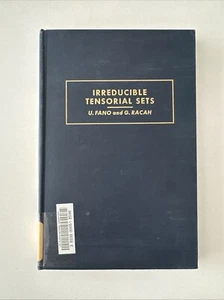 IRREDUCIBLE
TENSORIAL SETS
U. FANO and G. RACAH